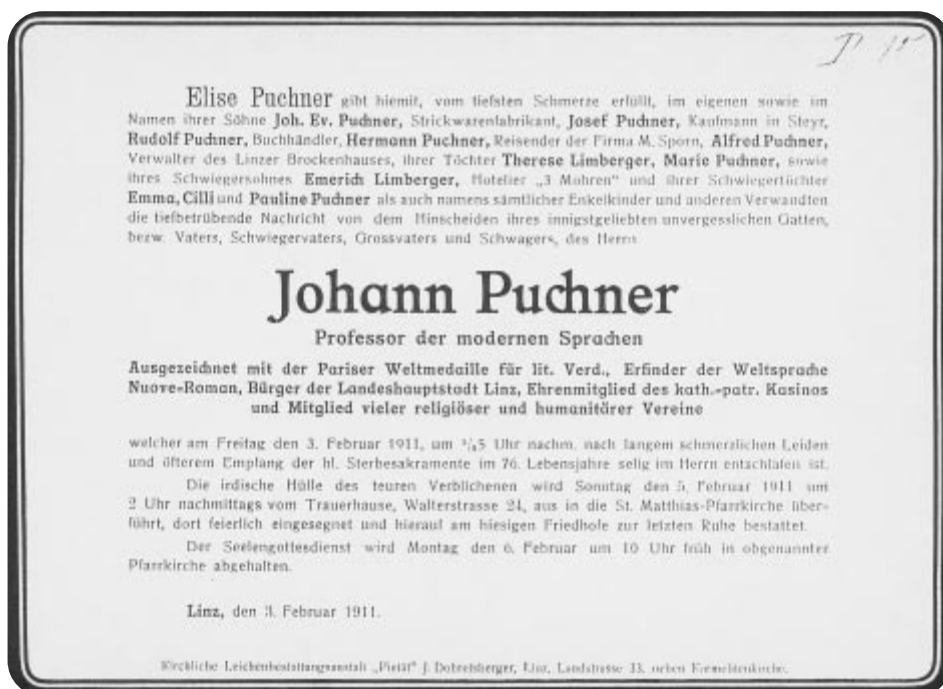 Elise Puchner gibt hiemit, vom tiefsten Schmerze erfüllt, im eigenen sowie im
Namen ihrer Söhne Joh. Ev. Puchner, Strickwarenfabrikant, Josef Puchner, Kaufmann in Steyr,
Rudolf Puchner, Buchhändler, Hermann Puchner, Reisender der Firma M. Sporn, Alfred Puchner,
Verwalter des Linzer Brockenhauses, ihrer Töchter Therese Limberger, Marie Puchner, sowie
ihres Schwiegersohnes Emerich Limberger, Hotelier „3 Mohren" und ihrer Schwiegertöchter
Emma, Cilli und Pauline Puchner als auch namens sämtlicher Enkelkinder und anderen Verwandten
die tiefbetrübende Nachricht von dem Hinscheiden ihres innigstgeliebten unvergesslichen Gatten,
bezw. Vaters, Schwiegervaters, Grossvaters und Schwagers, des Herrn
Johann Puchner
Professor der modernen Sprachen
Ausgezeichnet mit der Pariser Weltmedaille für lit. Verd., Erfinder der Weltsprache
Nuove-Roman, Bürger der Landeshauptstadt Linz, Ehrenmitglied des kath.-patr. Kasinos
und Mitglied vieler religiöser und humanitärer Vereine
welcher am Freitag den 3. Februar 1911, um Uhr nachm. nach langem schmerzlichen Leiden
und öfterem Empfang der hl. Sterbesakramente im 76. Lebensjahre selig im Herrn entschlafen ist.
Die irdische Hülle des teuren Verblichenen wird Sonntag den 5. Februar 1911 um
2 Uhr nachmittags vom Trauerhause, Walterstrasse 21, aus in die St. Matthias-Pfarrkirche über-
führt, dort feierlich eingesegnet und hierauf am hiesigen Friedhofe zur letzten Ruhe bestattet.
Der Seelengottesdienst wird Montag den 6. Februar um 10 Uhr früh in obgenannter
Pfarrkirche abgehalten.
Linz, den 3. Februar 1911.
Kirchliche Leichenbestattungsanstalt „Pietät" J. Dobretsberger, Linz, Landstrasse 33, neben Karmelitenkirche.